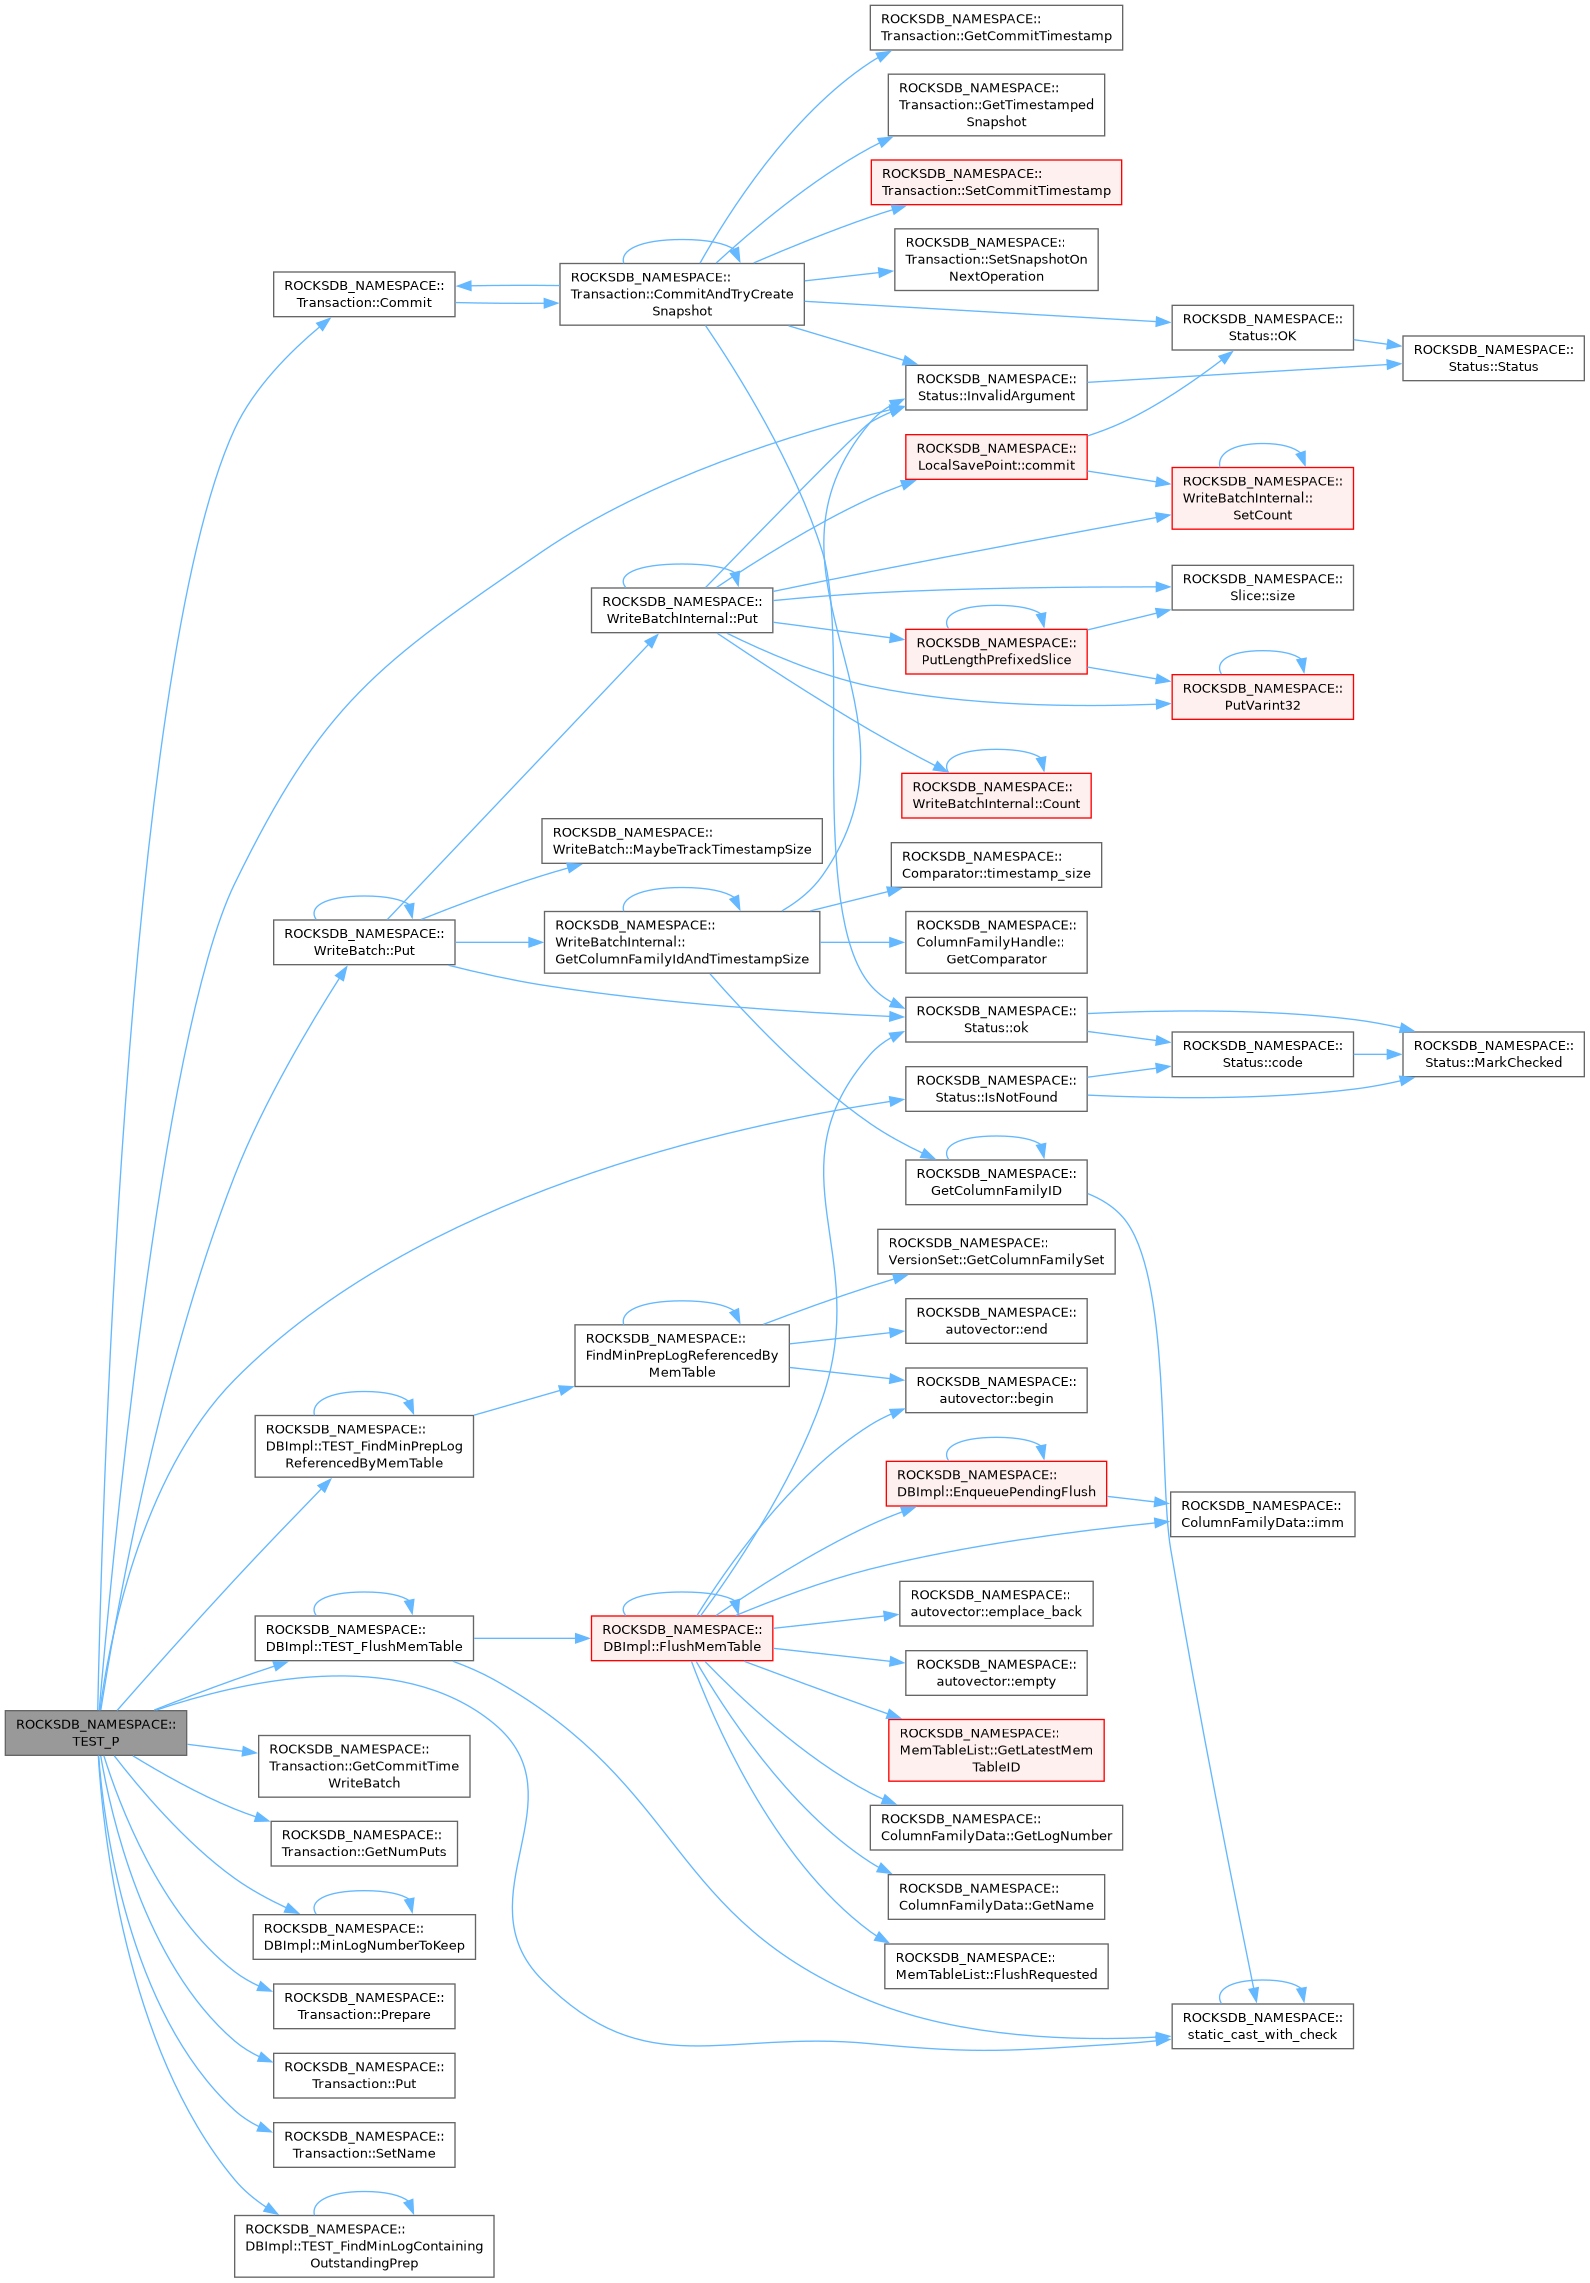 ROCKSDB_NAMESPACE::
Transaction::GetCommitTimestamp
ROCKSDB_NAMESPACE::
Transaction::GetTimestamped
Snapshot
ROCKSDB_NAMESPACE::
Transaction::SetCommitTimestamp
ROCKSDB_NAMESPACE::
Transaction::SetSnapshotOn
NextOperation
ROCKSDB_NAMESPACE::
Transaction::Commit
ROCKSDB_NAMESPACE::
Transaction::CommitAndTryCreate
Snapshot
ROCKSDB_NAMESPACE::
Status::OK
ROCKSDB_NAMESPACE::
Status::Status
ROCKSDB_NAMESPACE::
Status::InvalidArgument
ROCKSDB_NAMESPACE::
LocalSavePoint::commit
ROCKSDB_NAMESPACE::
WriteBatchInternal::
SetCount
ROCKSDB_NAMESPACE::
WriteBatchInternal::Put
ROCKSDB_NAMESPACE::
Slice::size
ROCKSDB_NAMESPACE::
PutLengthPrefixedSlice
ROCKSDB_NAMESPACE::
PutVarint32
ROCKSDB_NAMESPACE::
WriteBatchInternal::Count
ROCKSDB_NAMESPACE::
WriteBatch::MaybeTrackTimestampSize
ROCKSDB_NAMESPACE::
Comparator::timestamp_size
ROCKSDB_NAMESPACE::
WriteBatch::Put
ROCKSDB_NAMESPACE::
WriteBatchInternal::
GetColumnFamilyIdAndTimestampSize
ROCKSDB_NAMESPACE::
ColumnFamilyHandle::
GetComparator
ROCKSDB_NAMESPACE::
Status::ok
ROCKSDB_NAMESPACE::
Status::code
ROCKSDB_NAMESPACE::
Status::MarkChecked
ROCKSDB_NAMESPACE::
Status::IsNotFound
ROCKSDB_NAMESPACE::
GetColumnFamilyID
ROCKSDB_NAMESPACE::
VersionSet::GetColumnFamilySet
ROCKSDB_NAMESPACE::
autovector::end
ROCKSDB_NAMESPACE::
FindMinPrepLogReferencedBy
MemTable
ROCKSDB_NAMESPACE::
autovector::begin
ROCKSDB_NAMESPACE::
DBImpl::TEST_FindMinPrepLog
ReferencedByMemTable
ROCKSDB_NAMESPACE::
DBImpl::EnqueuePendingFlush
ROCKSDB_NAMESPACE::
ColumnFamilyData::imm
ROCKSDB_NAMESPACE::
autovector::emplace_back
ROCKSDB_NAMESPACE::
DBImpl::TEST_FlushMemTable
ROCKSDB_NAMESPACE::
DBImpl::FlushMemTable
ROCKSDB_NAMESPACE::
autovector::empty
ROCKSDB_NAMESPACE::
TEST_P
ROCKSDB_NAMESPACE::
MemTableList::GetLatestMem
TableID
ROCKSDB_NAMESPACE::
Transaction::GetCommitTime
WriteBatch
ROCKSDB_NAMESPACE::
ColumnFamilyData::GetLogNumber
ROCKSDB_NAMESPACE::
Transaction::GetNumPuts
ROCKSDB_NAMESPACE::
ColumnFamilyData::GetName
ROCKSDB_NAMESPACE::
DBImpl::MinLogNumberToKeep
ROCKSDB_NAMESPACE::
MemTableList::FlushRequested
ROCKSDB_NAMESPACE::
Transaction::Prepare
ROCKSDB_NAMESPACE::
static_cast_with_check
ROCKSDB_NAMESPACE::
Transaction::Put
ROCKSDB_NAMESPACE::
Transaction::SetName
ROCKSDB_NAMESPACE::
DBImpl::TEST_FindMinLogContaining
OutstandingPrep